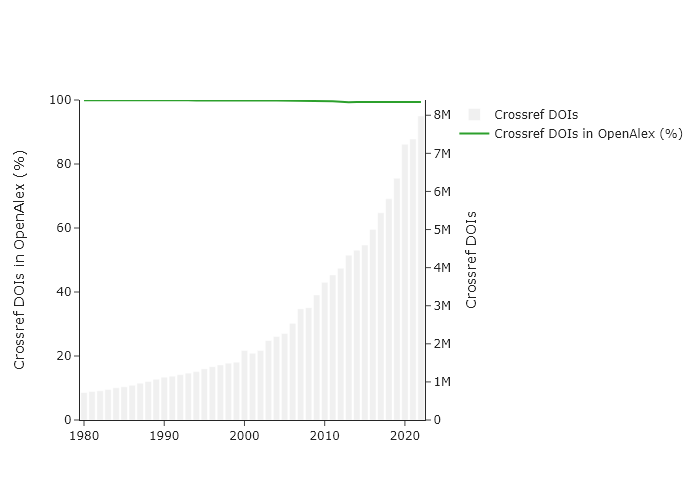 100
80
60
40
20
0
Crossref DOIs in OpenAlex (%)
1980
1990
2000
2010
2020
8M
7M
6M
5M
4M
3M
2M
1M
0
Crossref DOIs
Crossref DOIs
Crossref DOIs in OpenAlex (%)